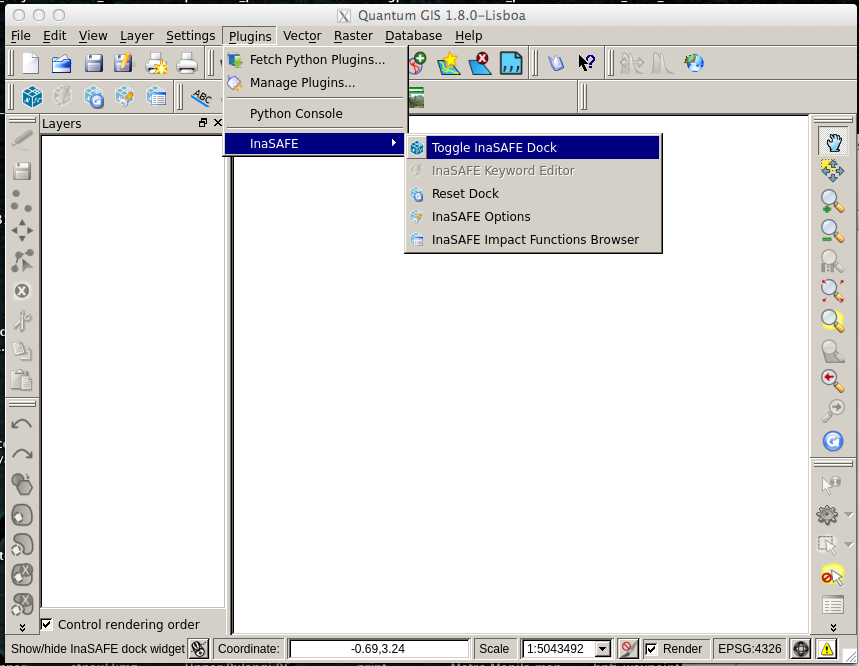 Quantum GIS 1.8.0-Lisboa
File Edit View Layer Settings Plugins Vector Raster Database Help
Fetch Python Plugins...
Manage Plugins...
ABC
Python Console
Layers
InaSAFE
Toggle InaSAFE Dock
InaSAFE Keyword Editor
Reset Dock
InaSAFE Options
InaSAFE Impact Functions Browser
Control rendering order
Show/hide InaSAFE dock widget Coordinate: -0.69,3.24 Scale 1:5043492 Render EPSG:4326